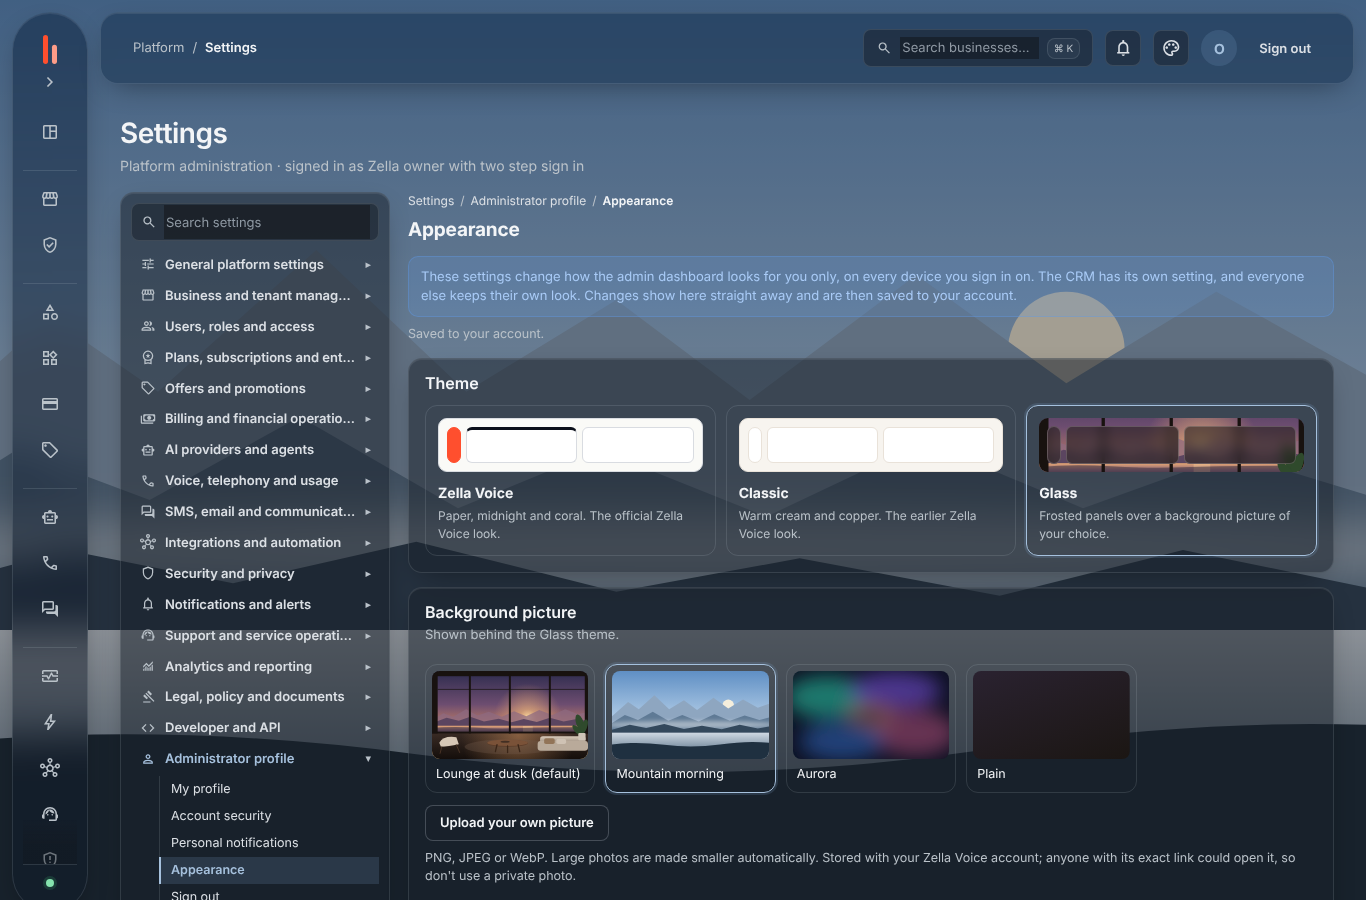 Platform / Settings
Search businesses...
⌘ K
O
Sign out
Settings
Platform administration · signed in as Zella owner with two step sign in
Search settings
General platform settings
Business and tenant manag...
Users, roles and access
Plans, subscriptions and ent...
Offers and promotions
Billing and financial operatio...
AI providers and agents
Voice, telephony and usage
SMS, email and communicat...
Integrations and automation
Security and privacy
Notifications and alerts
Support and service operati...
Analytics and reporting
Legal, policy and documents
Developer and API
Administrator profile
My profile
Account security
Personal notifications
Appearance
Sign out
Settings / Administrator profile / Appearance
Appearance
These settings change how the admin dashboard looks for you only, on every device you sign in on. The CRM has its own setting, and everyone
else keeps their own look. Changes show here straight away and are then saved to your account.
Saved to your account.
Theme
Zella Voice
Paper, midnight and coral. The official Zella
Voice look.
Classic
Warm cream and copper. The earlier Zella
Voice look.
Glass
Frosted panels over a background picture of
your choice.
Background picture
Shown behind the Glass theme.
Lounge at dusk (default)
Mountain morning
Aurora
Plain
Upload your own picture
PNG, JPEG or WebP. Large photos are made smaller automatically. Stored with your Zella Voice account; anyone with its exact link could open it, so
don't use a private photo.